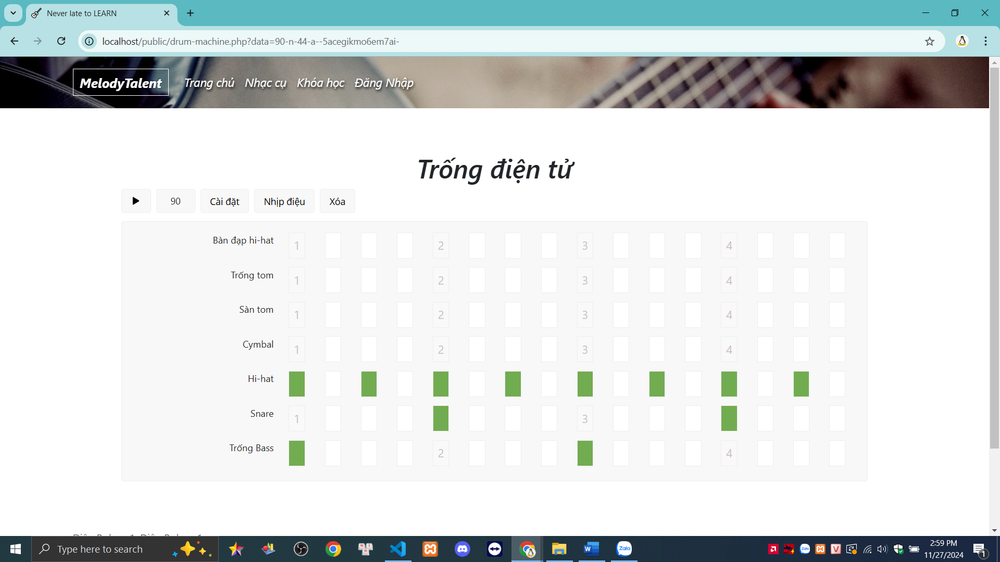 Never late to LEARN
localhost/public/drum-machine.php?data=90-n-44-a--5acegikmo6em7ai-
MelodyTalent Trang chủ Nhạc cụ Khóa học Đăng Nhập
Trống điện tử
90 Cài đặt Nhịp điệu Xóa
Bàn đạp hi-hat 1 2 3 4
Trống tom 1 2 3 4
Sàn tom 1 2 3 4
Cymbal 1 2 3 4
Hi-hat
Snare 1 3
Trống Bass 2 4
Type here to search
Zalo
2:59 PM
11/27/2024
1